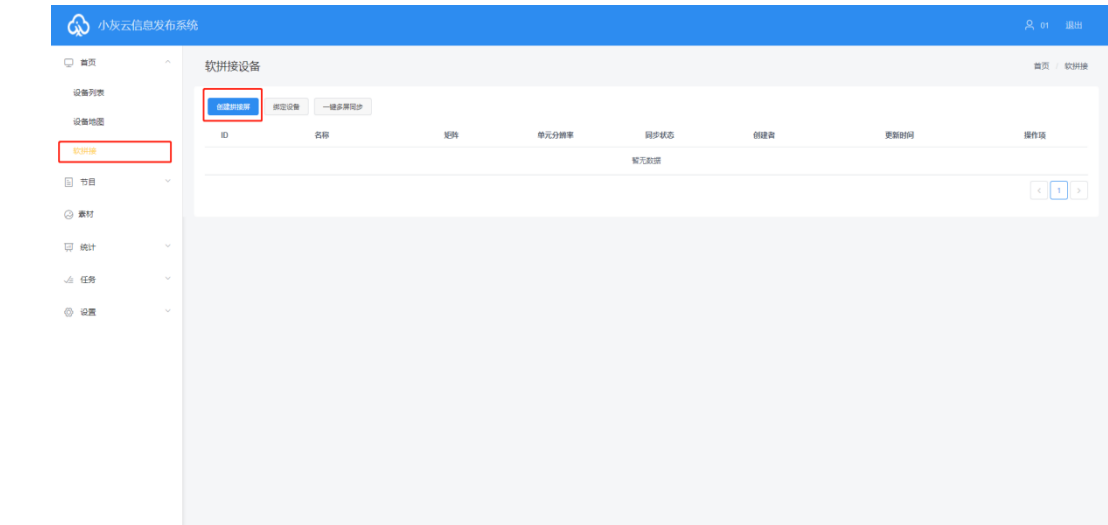 小灰云信息发布系统
01 退出
首页
设备列表
设备地图
软拼接
节目
素材
统计
任务
设置
软拼接设备
首页 / 软拼接
创建拼接屏 绑定设备 一键多屏同步
ID 名称 矩阵 单元分辨率 同步状态 创建者 更新时间 操作项
暂无数据
1